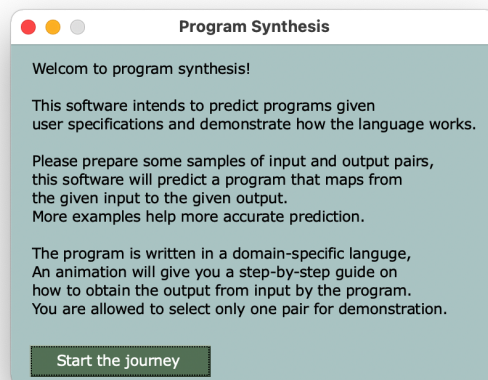 Program Synthesis
Welcom to program synthesis!
This software intends to predict programs given
user specifications and demonstrate how the language works.
Please prepare some samples of input and output pairs,
this software will predict a program that maps from
the given input to the given output.
More examples help more accurate prediction.
The program is written in a domain-specific languge,
An animation will give you a step-by-step guide on
how to obtain the output from input by the program.
You are allowed to select only one pair for demonstration.
Start the journey